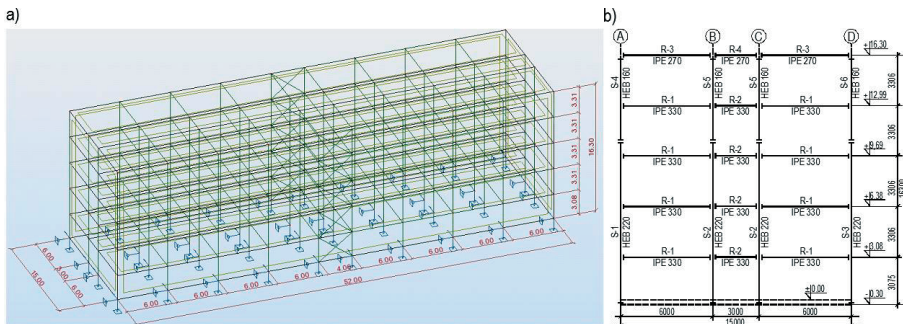 a)
3.31
3.31
3.31
3.31
3.08
16.30
6.00
3.00
6.00
15.00
6.00
6.00
6.00
6.00
4.00
6.00
6.00
6.00
6.00
52.00
b)
A B C D
R-3 R-4 R-3 +16.30
IPE 270 IPE 270 IPE 270
S-4 HEB 160 S-5 HEB 160 S-5 HEB 160 S-6 HEB 160 3306
R-1 R-2 R-1 +12.99
IPE 330 IPE 330 IPE 330
3306
R-1 R-2 R-1 +9.69
IPE 330 IPE 330 IPE 330
3306
R-1 R-2 R-1
IPE 330 IPE 330 IPE 330
S-1 HEB 220 S-2 HEB 220 S-2 HEB 220 S-3 HEB 220 3306
R-1 R-2 R-1 +3.08
IPE 330 IPE 330 IPE 330
±0.00 3075
0.30
6000 3000 6000
15000